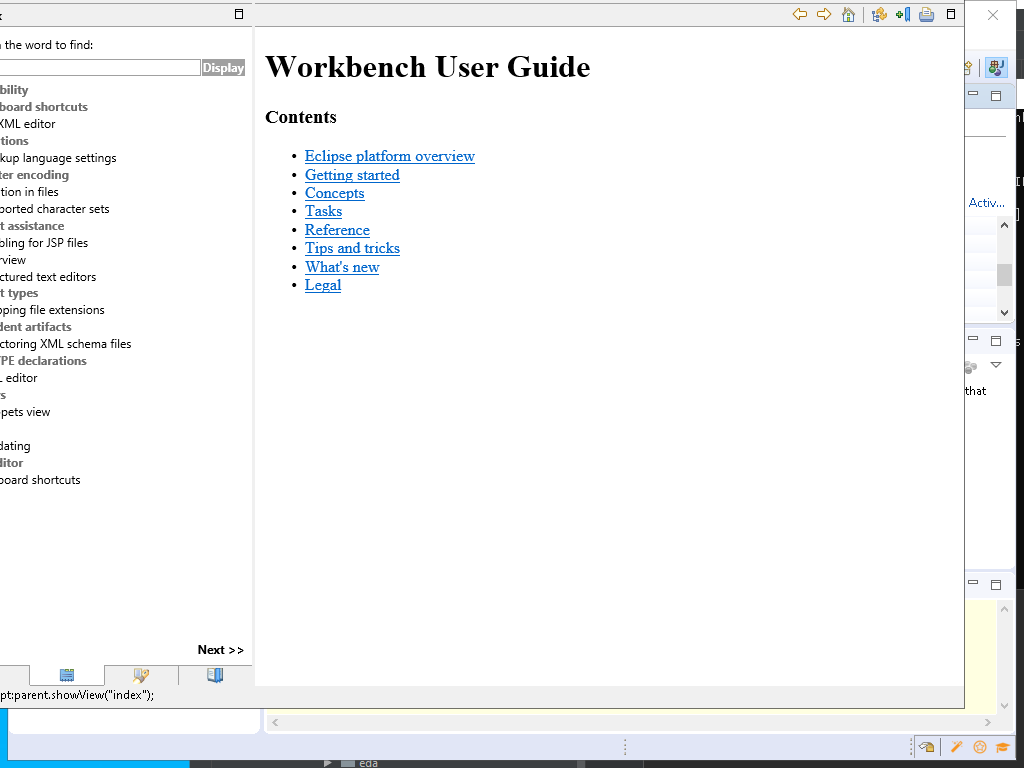 the word to find:
Display
bility
board shortcuts
XML editor
tions
kup language settings
ter encoding
tion in files
ported character sets
t assistance
bling for JSP files
rview
ctured text editors
t types
pping file extensions
dent artifacts
ctoring XML schema files
PE declarations
editor
s
pets view
dating
ditor
board shortcuts
Next >>
pt:parent.showView("index");
Workbench User Guide
Contents
• Eclipse platform overview
• Getting started
• Concepts
• Tasks
• Reference
• Tips and tricks
• What's new
• Legal
Activ...
that
eda